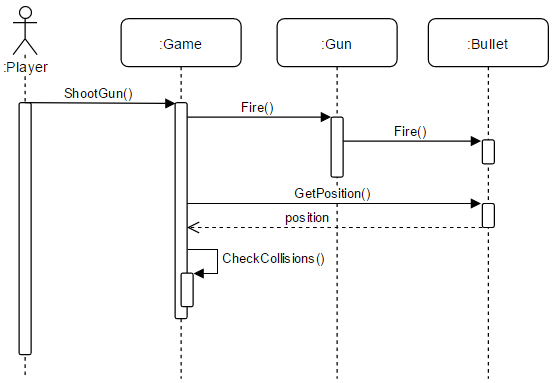 :Player
:Game
:Gun
:Bullet
ShootGun()
Fire()
Fire()
GetPosition()
position
CheckCollisions()